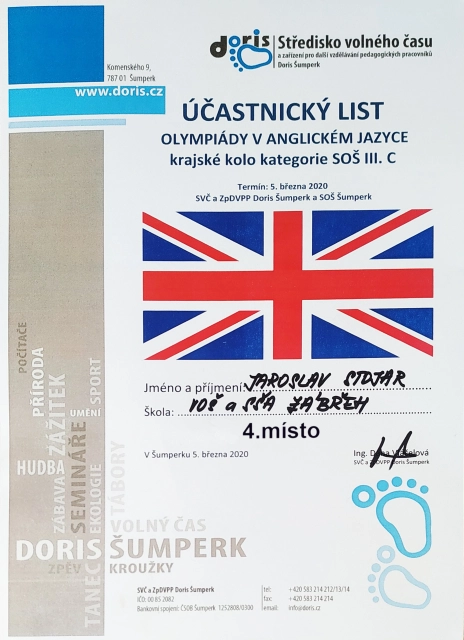 doris
Středisko volného času
a zařízení pro další vzdělávání pedagogických pracovníků
Doris Šumperk
Komenského 9,
787 01 Šumperk
www.doris.cz
ÚČASTNICKÝ LIST
OLYMPIÁDY V ANGLICKÉM JAZYCE
krajské kolo kategorie SOŠ III. C
Termín: 5. března 2020
SVČ a ZpDVPP Doris Šumperk a SOŠ Šumperk
Jméno a příjmení: JAROSLAV STOJAR
Škola: VOŠ a SŠA ZÁBŘEH
4.místo
V Šumperku 5. března 2020
Ing.
SVČ a ZpDVPP Doris Šumperk
POČÍTAČE
PŘÍRODA
ZÁŽITEK
UMĚNÍ
SPORT
HUDBA
ZÁBAVA
SEMINÁŘE
EKOLOGIE
TÁBORY
VOLNÝ ČAS
DORIS ŠUMPERK
ZPĚV
TANEC
KROUŽKY
SVČ a ZpDVPP Doris Šumperk
IČO: 00 85 2082
Bankovní spojení: ČSOB Šumperk 1252808/0300
tel: +420 583 214 212/13/14
fax: +420 583 214 214
email: info@doris.cz